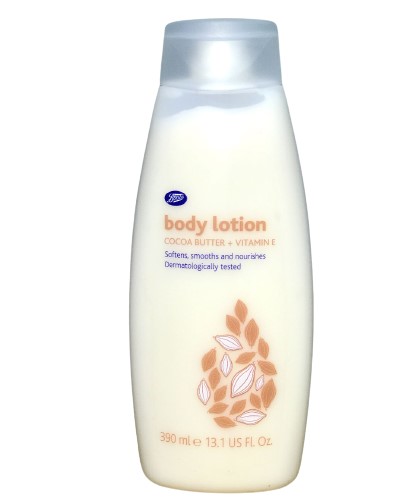 Boots
body lotion
COCOA BUTTER + VITAMIN E
Softens, smooths and nourishes
Dermatologically tested
390 ml ℮ 13.1 US Fl. Oz.